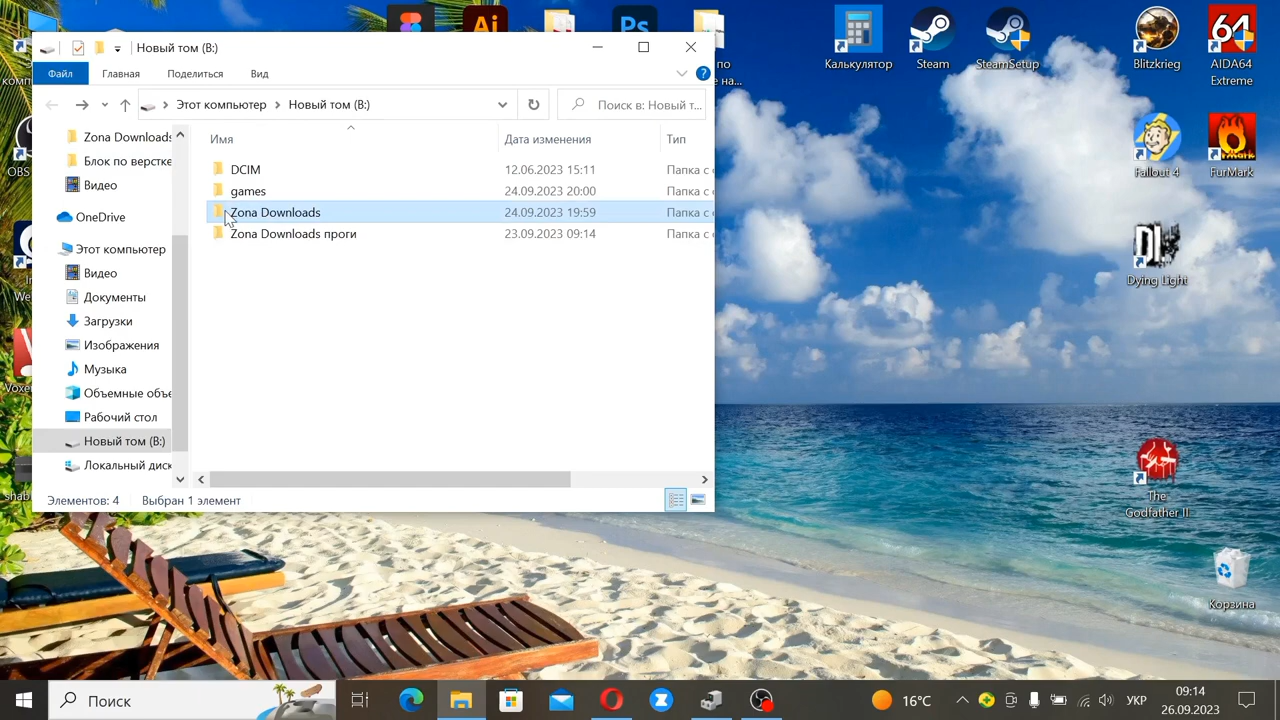 Новый том (B:)
Файл
Главная
Поделиться
Вид
Этот компьютер
Новый том (B:)
Поиск в: Новый т...
Zona Downloads
Блок по верстке
Видео
OneDrive
Этот компьютер
Видео
Документы
Загрузки
Изображения
Музыка
Объемные объе
Рабочий стол
Новый том (B:)
Локальный диск
Имя
Дата изменения
Тип
DCIM
12.06.2023 15:11
Папка с
games
24.09.2023 20:00
Папка с
Zona Downloads
24.09.2023 19:59
Папка с
Zona Downloads проги
23.09.2023 09:14
Папка с
Элементов: 4
Выбран 1 элемент
Ai
Ps
по
е на...
OBS
Калькулятор
Steam
SteamSetup
Blitzkrieg
64
AIDA64
Extreme
Fallout 4
FurMark
Dying Light
The
Godfather II
Корзина
Поиск
16°C
УКР
09:14
26.09.2023